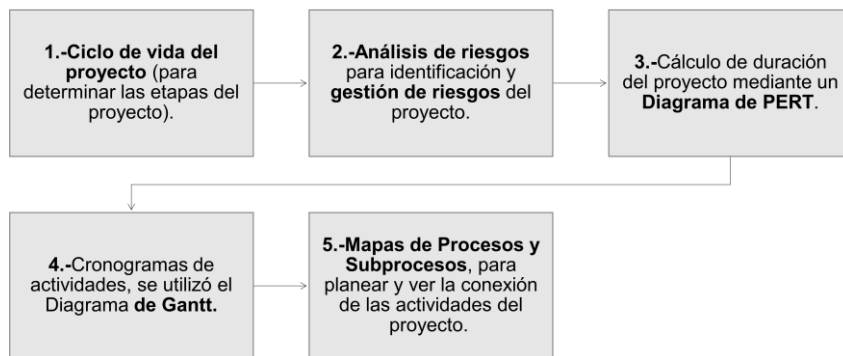 1.-Ciclo de vida del
proyecto (para
determinar las etapas del
proyecto).
2.-Análisis de riesgos
para identificación y
gestión de riesgos del
proyecto.
3.-Cálculo de duración
del proyecto mediante un
Diagrama de PERT.
4.-Cronogramas de
actividades, se utilizó el
Diagrama de Gantt.
5.-Mapas de Procesos y
Subprocesos, para
planear y ver la conexión
de las actividades del
proyecto.